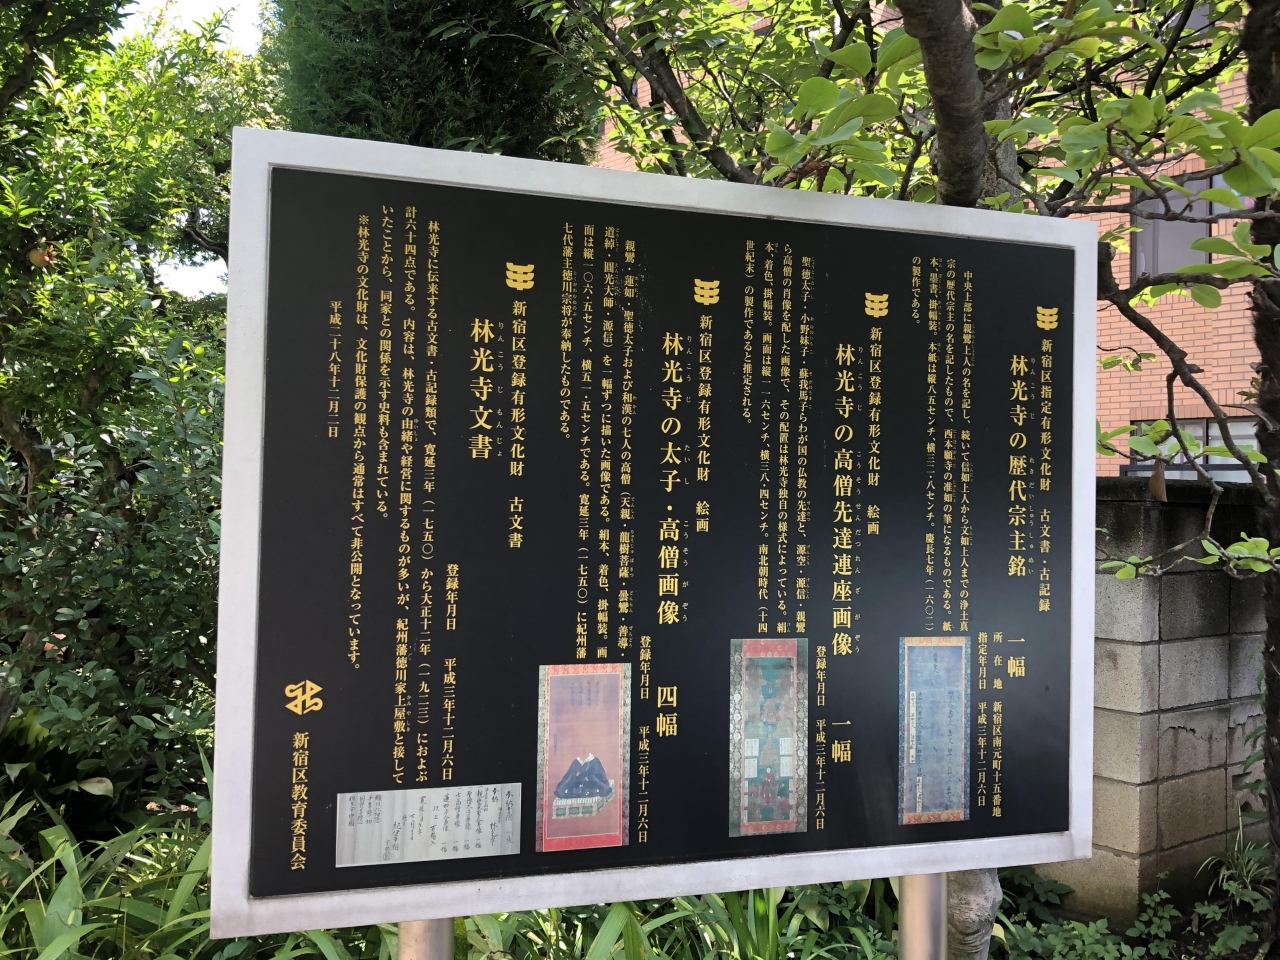 新宿区指定有形文化財　古文書・古記録
林光寺の歴代宗主銘　一幅
所在地　新宿区南元町十五番地
指定年月日　平成三年十二月六日
中央上部に親鸞上人の名を記し、続いて信如上人から文如上人までの浄土真
宗の歴代宗主の名を記したもので、西本願寺の准如の筆になるものである。紙
本、墨書、掛幅装。本紙は縦八五センチ、横三二・八センチ。慶長七年（一六〇二）
の製作である。
新宿区登録有形文化財　絵画
林光寺の高僧先達連座画像　一幅
登録年月日　平成三年十二月六日
聖徳太子・小野妹子・蘇我馬子らわが国の仏教の先達と、源空・源信・親鸞
ら高僧の肖像を配した画像で、その配置は林光寺独自の様式によっている。絹
本、着色、掛幅装。画面は縦一一六センチ、横三八・四センチ。南北朝時代（十四
世紀末）の製作であると推定される。
新宿区登録有形文化財　絵画
林光寺の太子・高僧画像　四幅
登録年月日　平成三年十二月六日
親鸞・蓮如・聖徳太子および和漢の七人の高僧（天親・龍樹菩薩・曇鸞・善導・
道綽・圓光大師・源信）を一幅ずつに描いた画像である。絹本、着色、掛幅装。画
面は縦一〇六・五センチ、横五一・五センチである。寛延三年（一七五〇）に紀州藩
七代藩主徳川宗将が奉納したものである。
新宿区登録有形文化財　古文書
林光寺文書
登録年月日　平成三年十二月六日
林光寺に伝来する古文書・古記録類で、寛延三年（一七五〇）から大正十二年（一九二三）におよぶ
計六十四点である。内容は、林光寺の由緒や経営に関するものが多いが、紀州藩徳川家上屋敷と接して
いたことから、同家との関係を示す史料も含まれている。
※林光寺の文化財は、文化財保護の観点から通常はすべて非公開となっています。
平成二十八年十二月二日
新宿区教育委員会